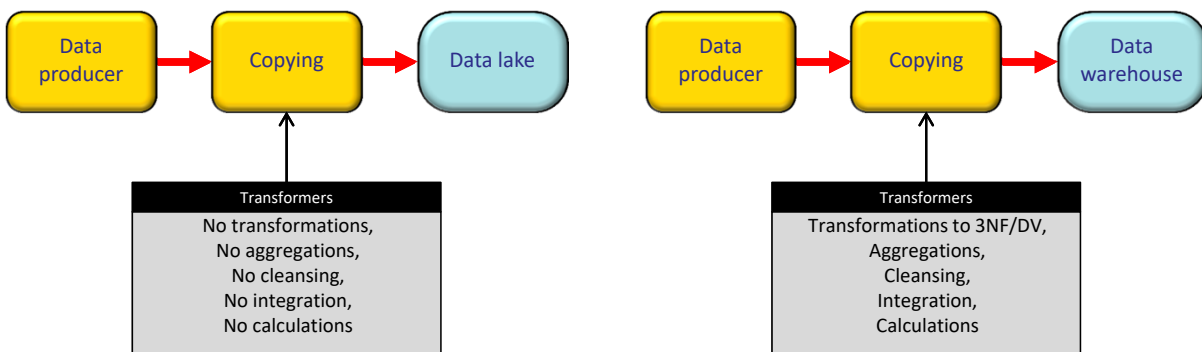 Data
producer
Copying
Data lake
Transformers
No transformations,
No aggregations,
No cleansing,
No integration,
No calculations
Data
producer
Copying
Data
warehouse
Transformers
Transformations to 3NF/DV,
Aggregations,
Cleansing,
Integration,
Calculations